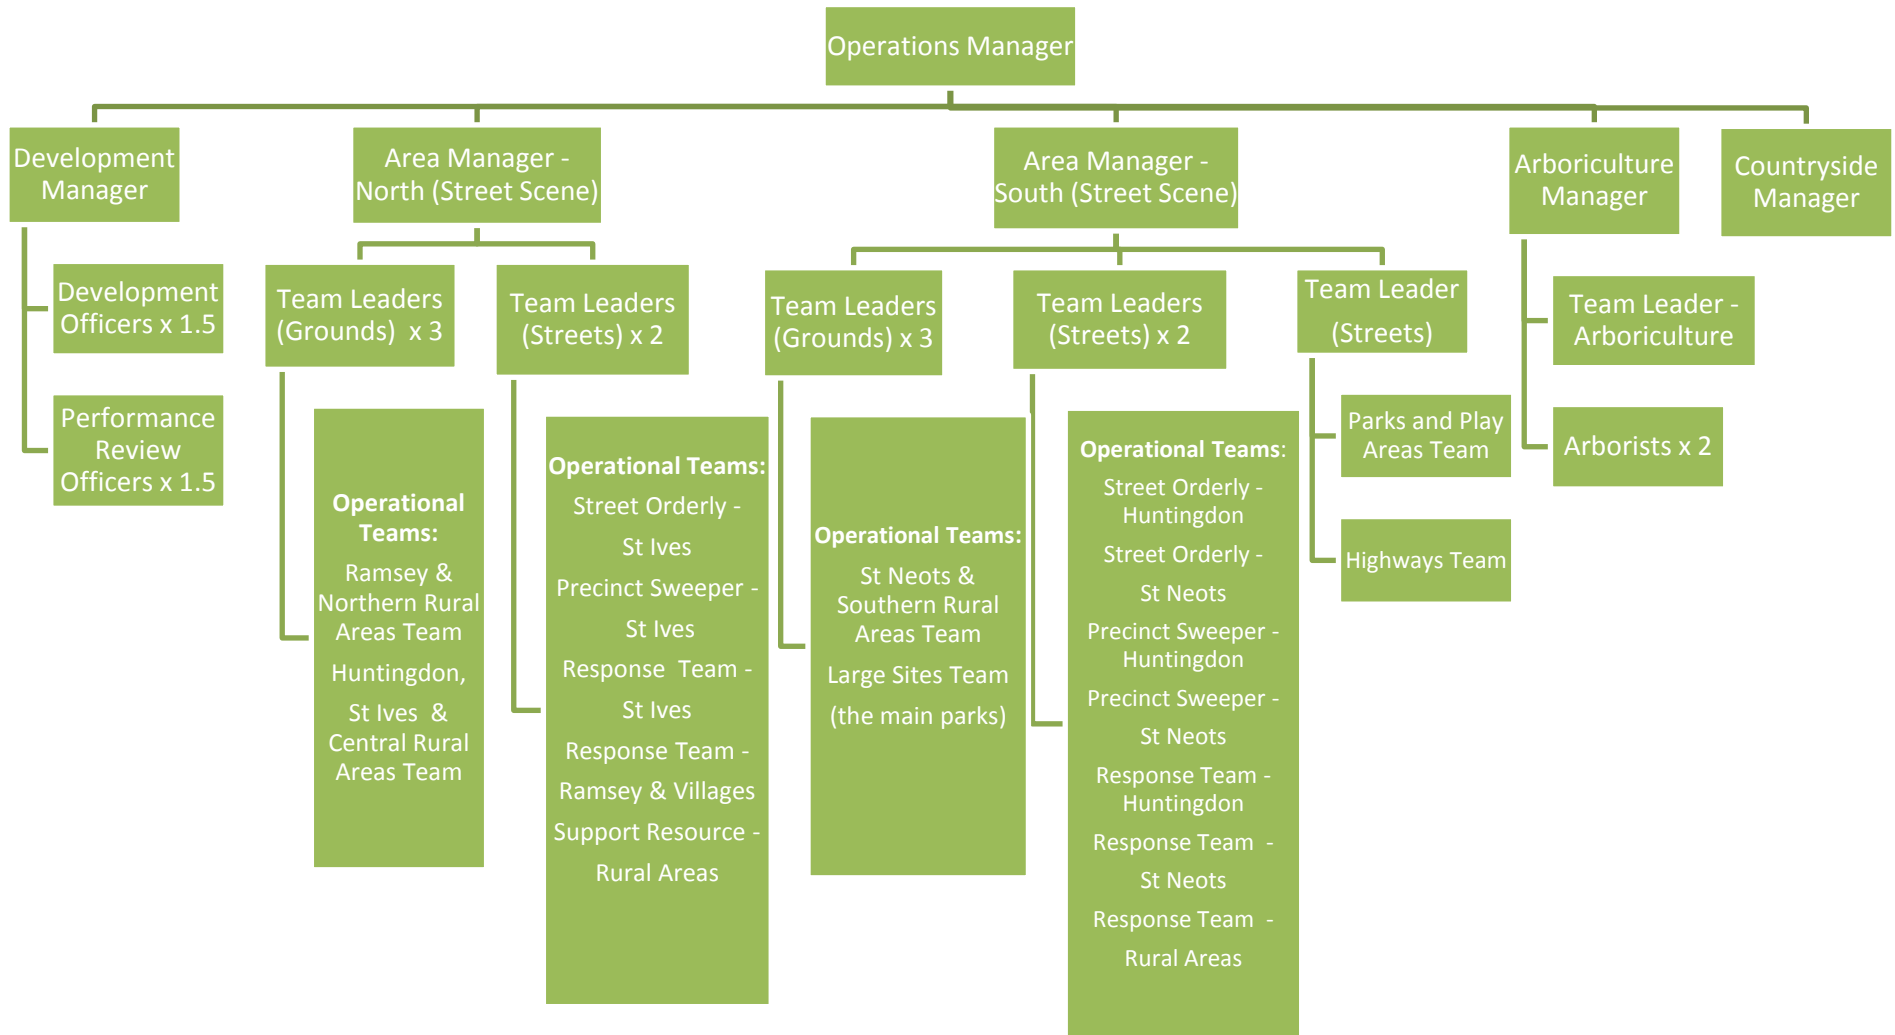 Operations Manager
Development
Manager
Area Manager -
North (Street Scene)
Area Manager -
South (Street Scene)
Arboriculture
Manager
Countryside
Manager
Development
Officers x 1.5
Performance
Review
Officers x 1.5
Team Leaders
(Grounds) x 3
Operational
Teams:
Ramsey &
Northern Rural
Areas Team
Huntingdon,
St Ives &
Central Rural
Areas Team
Team Leaders
(Streets) x 2
Operational Teams:
Street Orderly -
St Ives
Precinct Sweeper -
St Ives
Response Team -
St Ives
Response Team -
Ramsey & Villages
Support Resource -
Rural Areas
Team Leaders
(Grounds) x 3
Operational Teams:
St Neots &
Southern Rural
Areas Team
Large Sites Team
(the main parks)
Team Leaders
(Streets) x 2
Operational Teams:
Street Orderly -
Huntingdon
Street Orderly -
St Neots
Precinct Sweeper -
Huntingdon
Precinct Sweeper -
St Neots
Response Team -
Huntingdon
Response Team -
St Neots
Response Team -
Rural Areas
Team Leader
(Streets)
Parks and Play
Areas Team
Highways Team
Team Leader -
Arboriculture
Arborists x 2